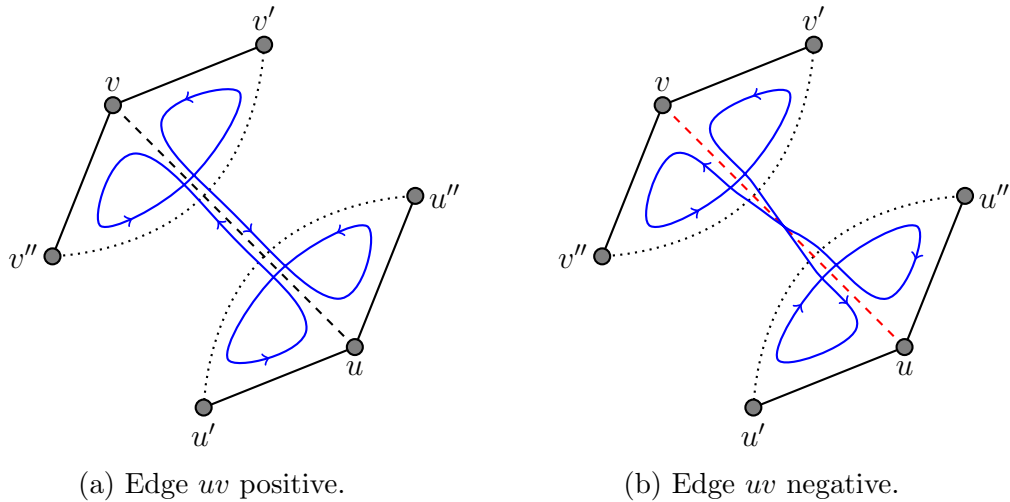 v′ v′
v v
u″ u″
v″ v″
u u
u′ u′
(a) Edge uv positive. (b) Edge uv negative.